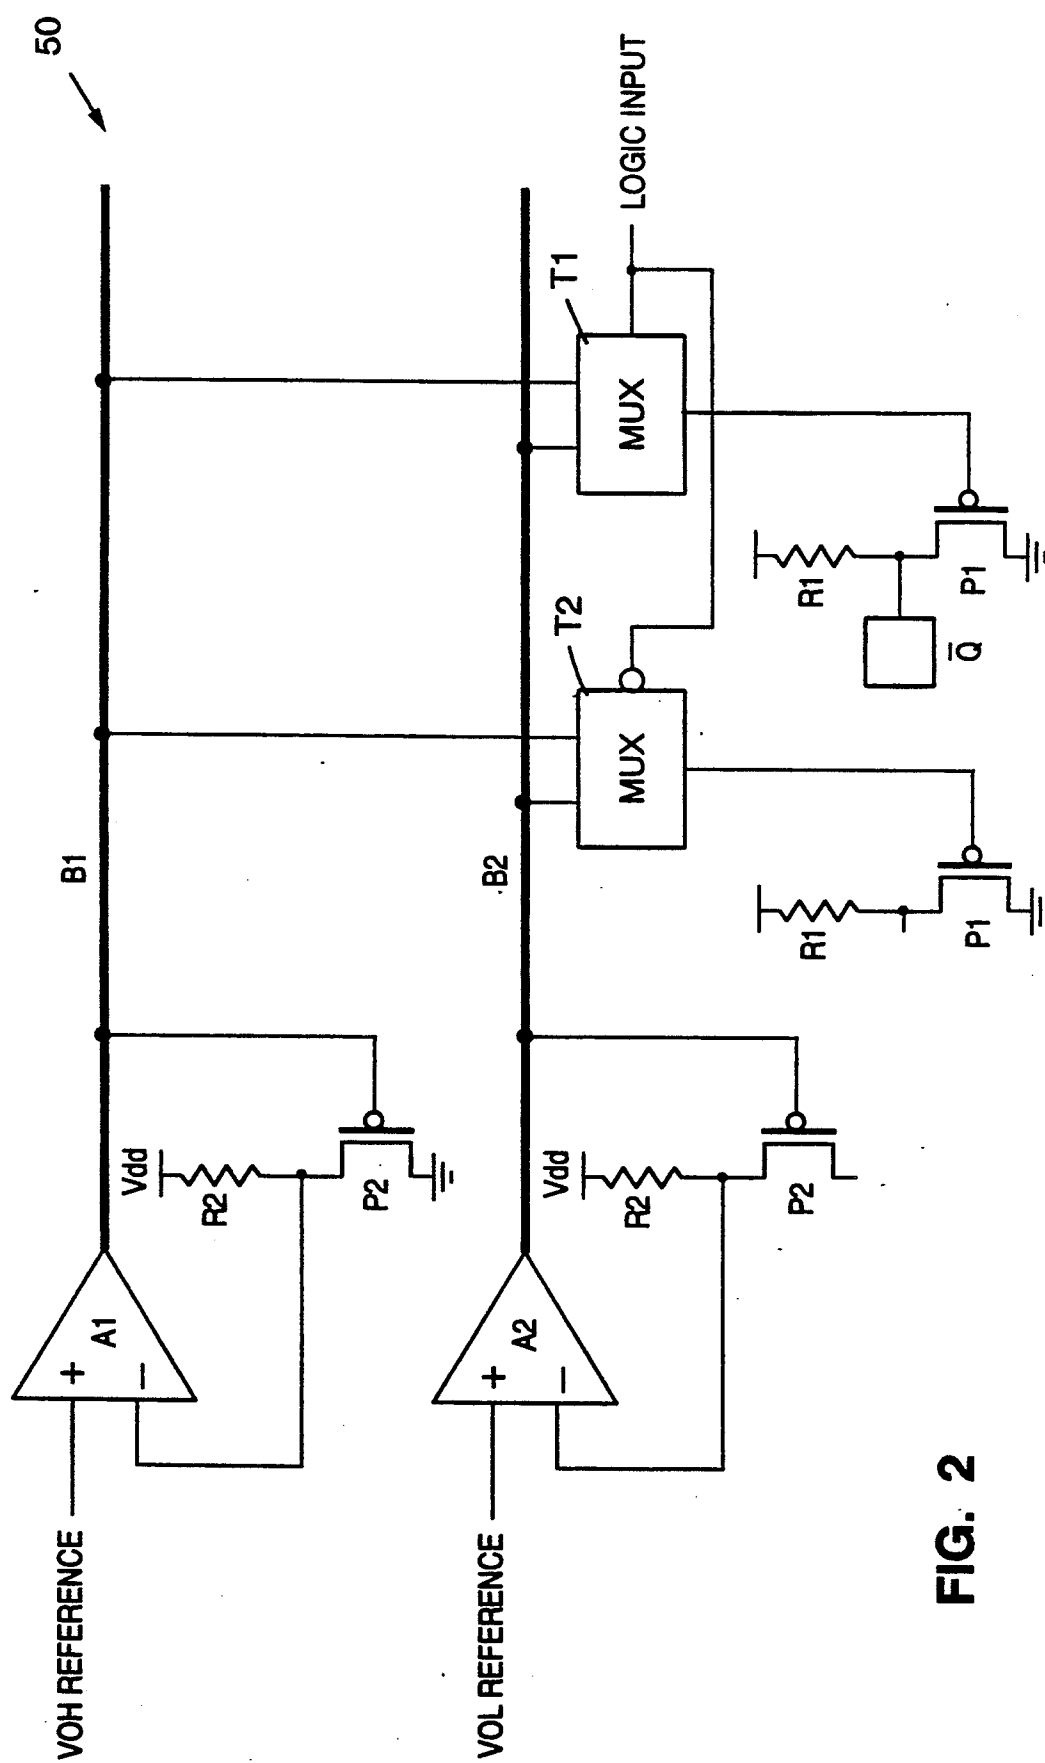 50
B1
VOH REFERENCE
+
−
A1
Vdd
R2
P2
B2
VOL REFERENCE
+
−
A2
Vdd
R2
P2
T2
MUX
T1
MUX
LOGIC INPUT
R1
P1
R1
Q̅
P1
FIG. 2